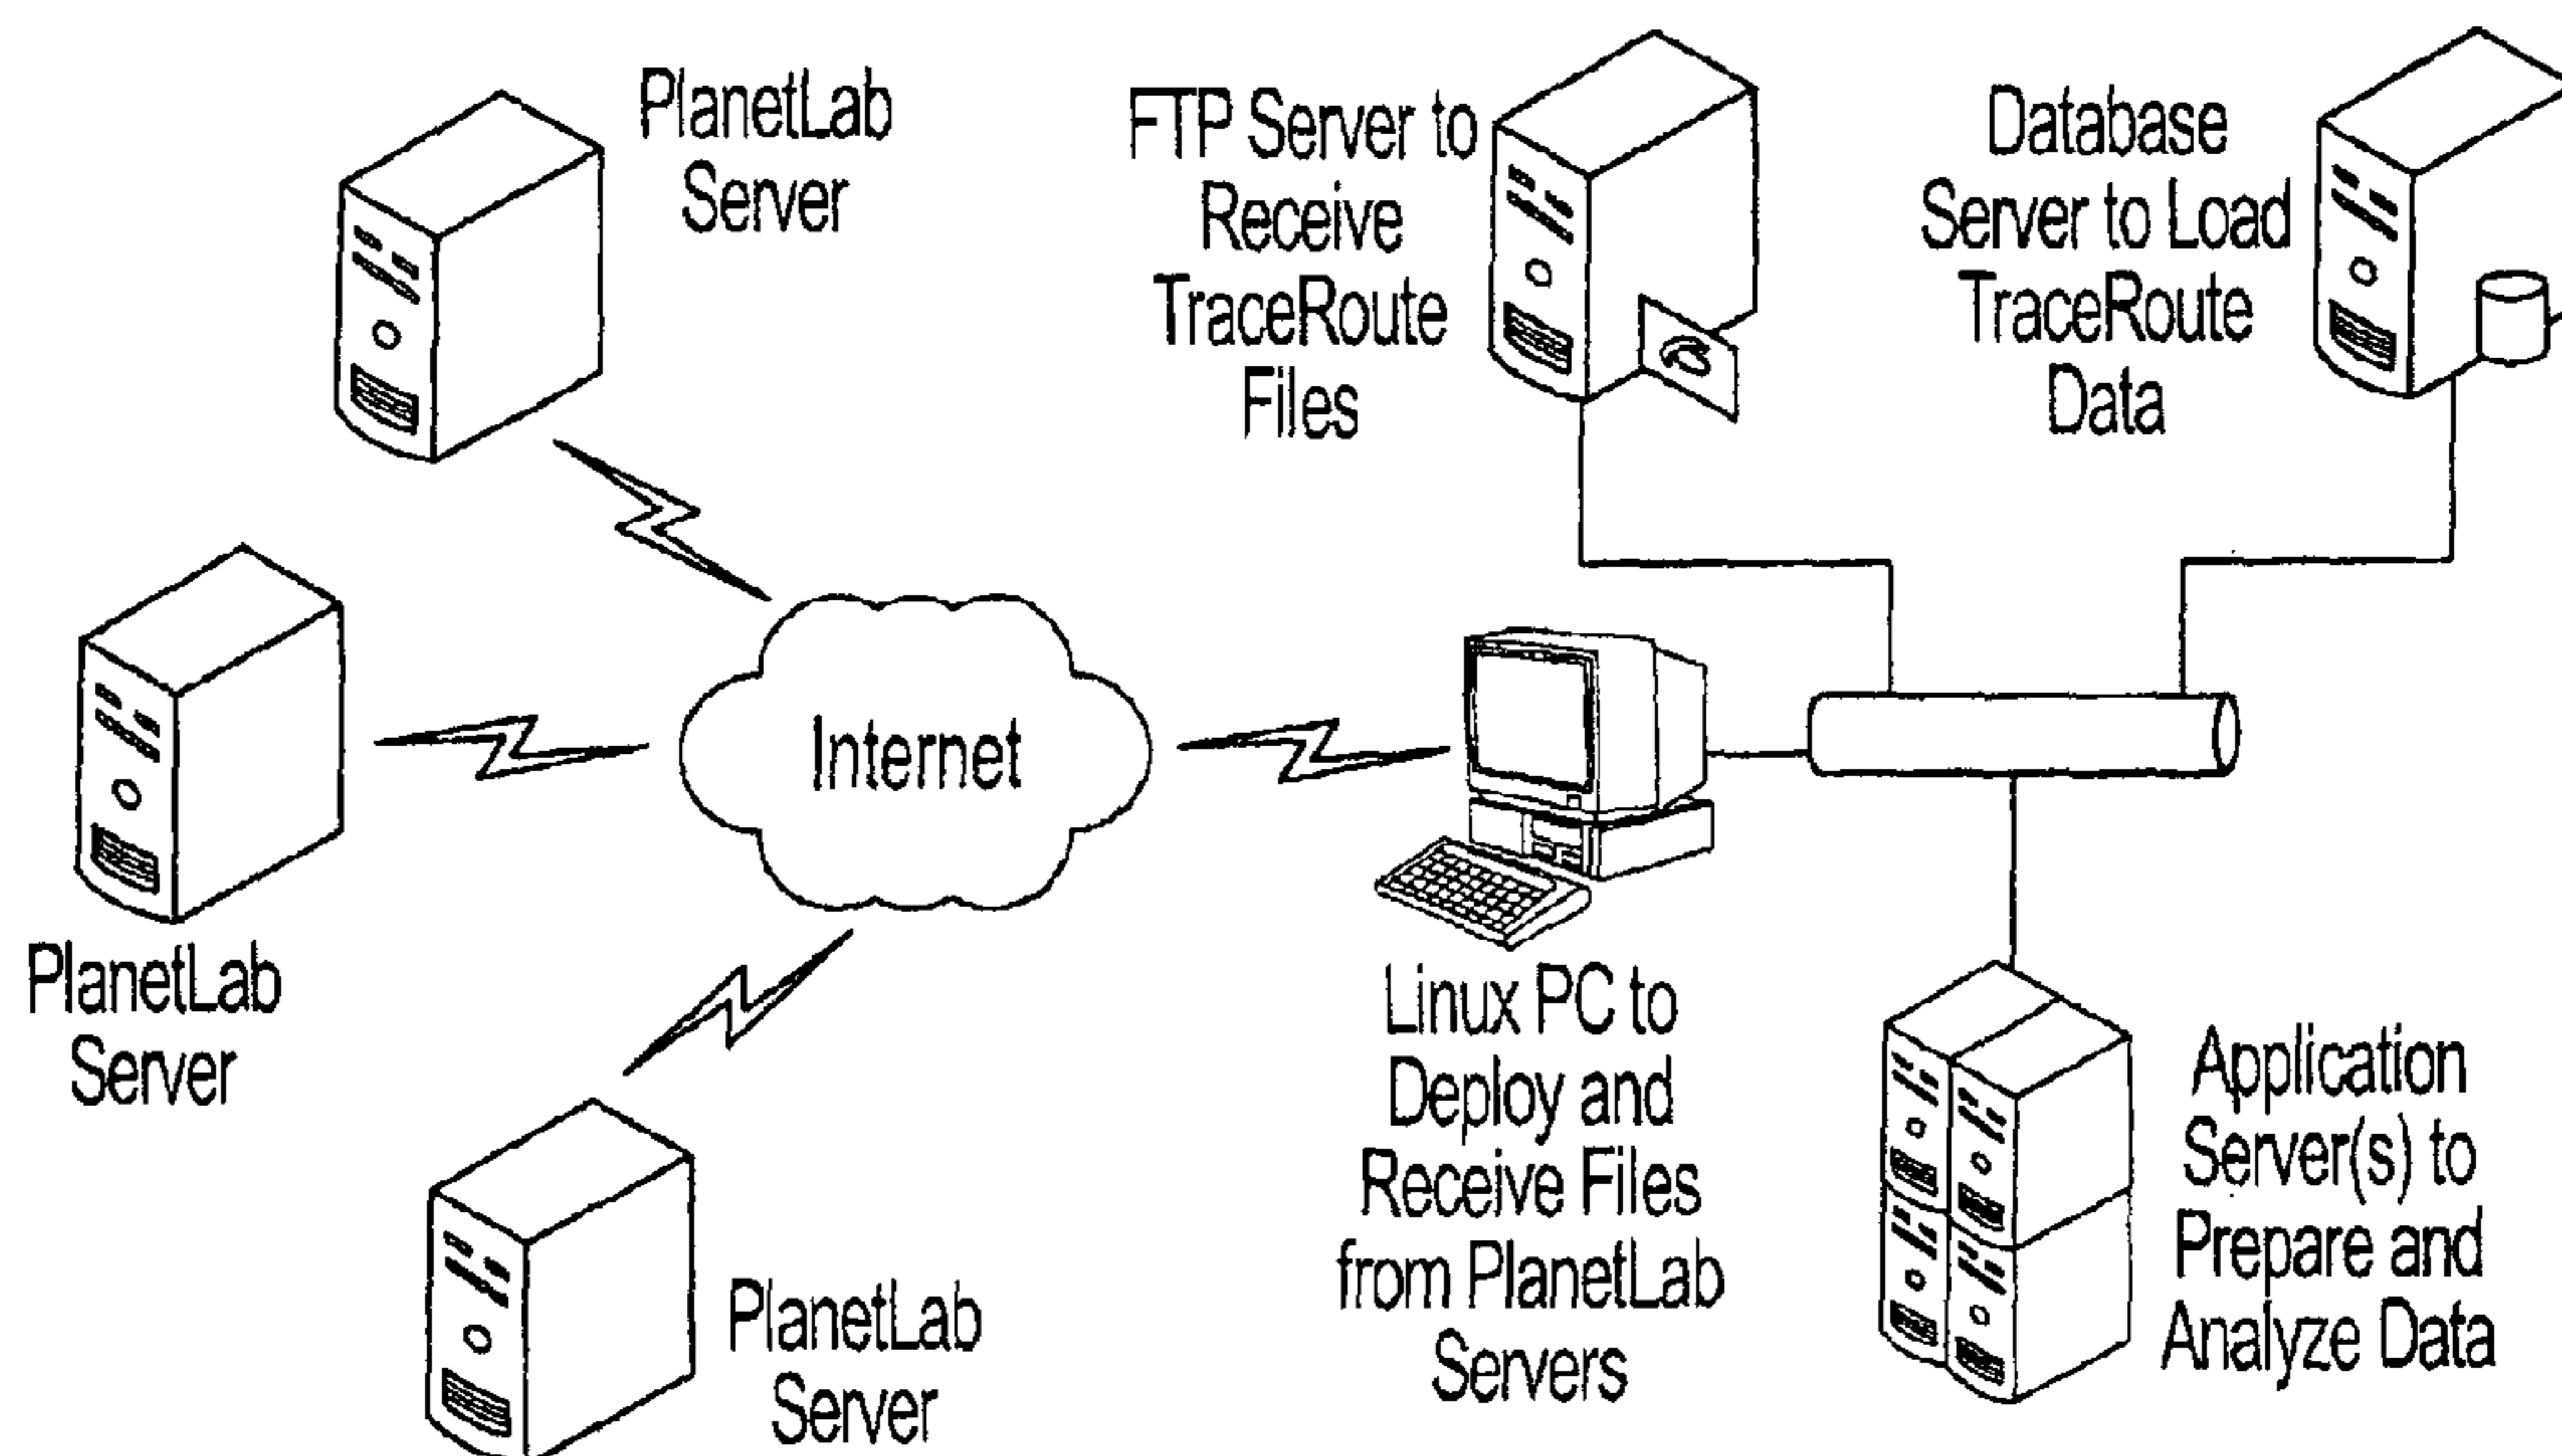 PlanetLab
Server
FTP Server to
Receive
TraceRoute
Files
Database
Server to Load
TraceRoute
Data
PlanetLab
Server
Internet
Linux PC to
Deploy and
Receive Files
from PlanetLab
Servers
Application
Server(s) to
Prepare and
Analyze Data
PlanetLab
Server